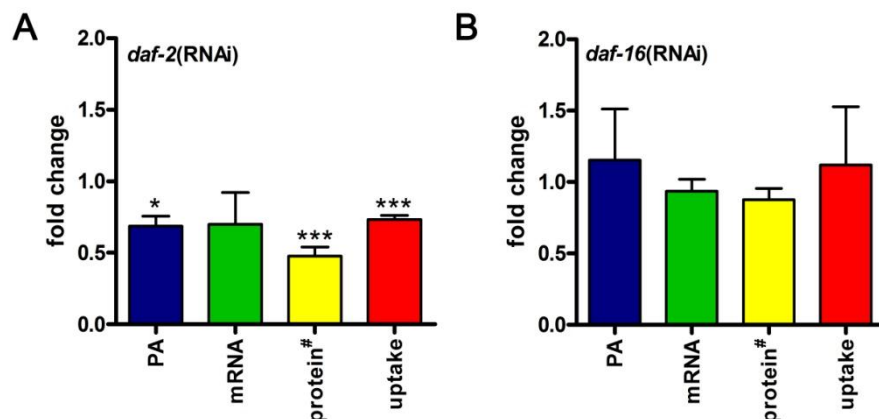 A
daf-2(RNAi)
fold change
2.0
1.5
1.0
0.5
0.0
*
***
***
PA
mRNA
protein#
uptake
B
daf-16(RNAi)
fold change
2.0
1.5
1.0
0.5
0.0
PA
mRNA
protein#
uptake